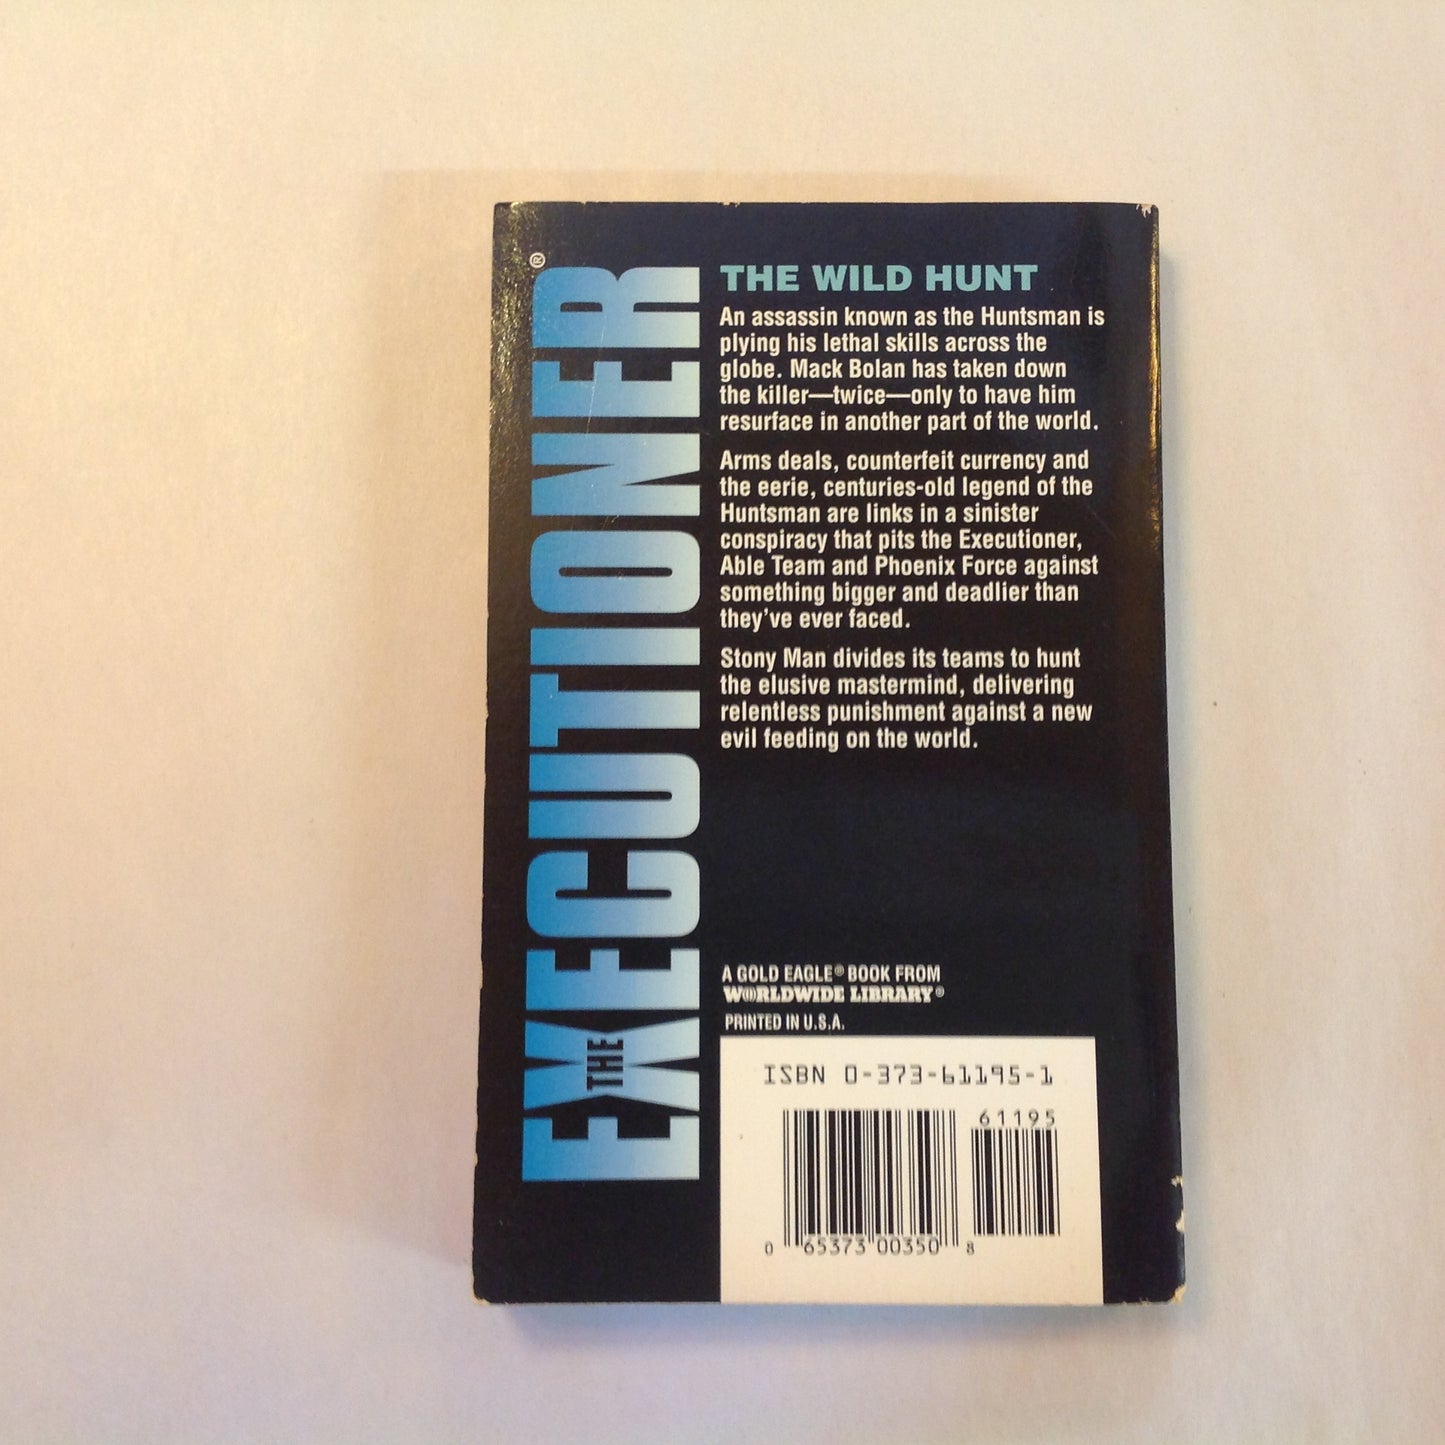 THE EXECUTIONER®
THE WILD HUNT
An assassin known as the Huntsman is
plying his lethal skills across the
globe. Mack Bolan has taken down
the killer—twice—only to have him
resurface in another part of the world.
Arms deals, counterfeit currency and
the eerie, centuries-old legend of the
Huntsman are links in a sinister
conspiracy that pits the Executioner,
Able Team and Phoenix Force against
something bigger and deadlier than
they've ever faced.
Stony Man divides its teams to hunt
the elusive mastermind, delivering
relentless punishment against a new
evil feeding on the world.
A GOLD EAGLE® BOOK FROM
WORLDWIDE LIBRARY®
PRINTED IN U.S.A.
ISBN 0-373-61195-1
61195
0 65373 00350 8